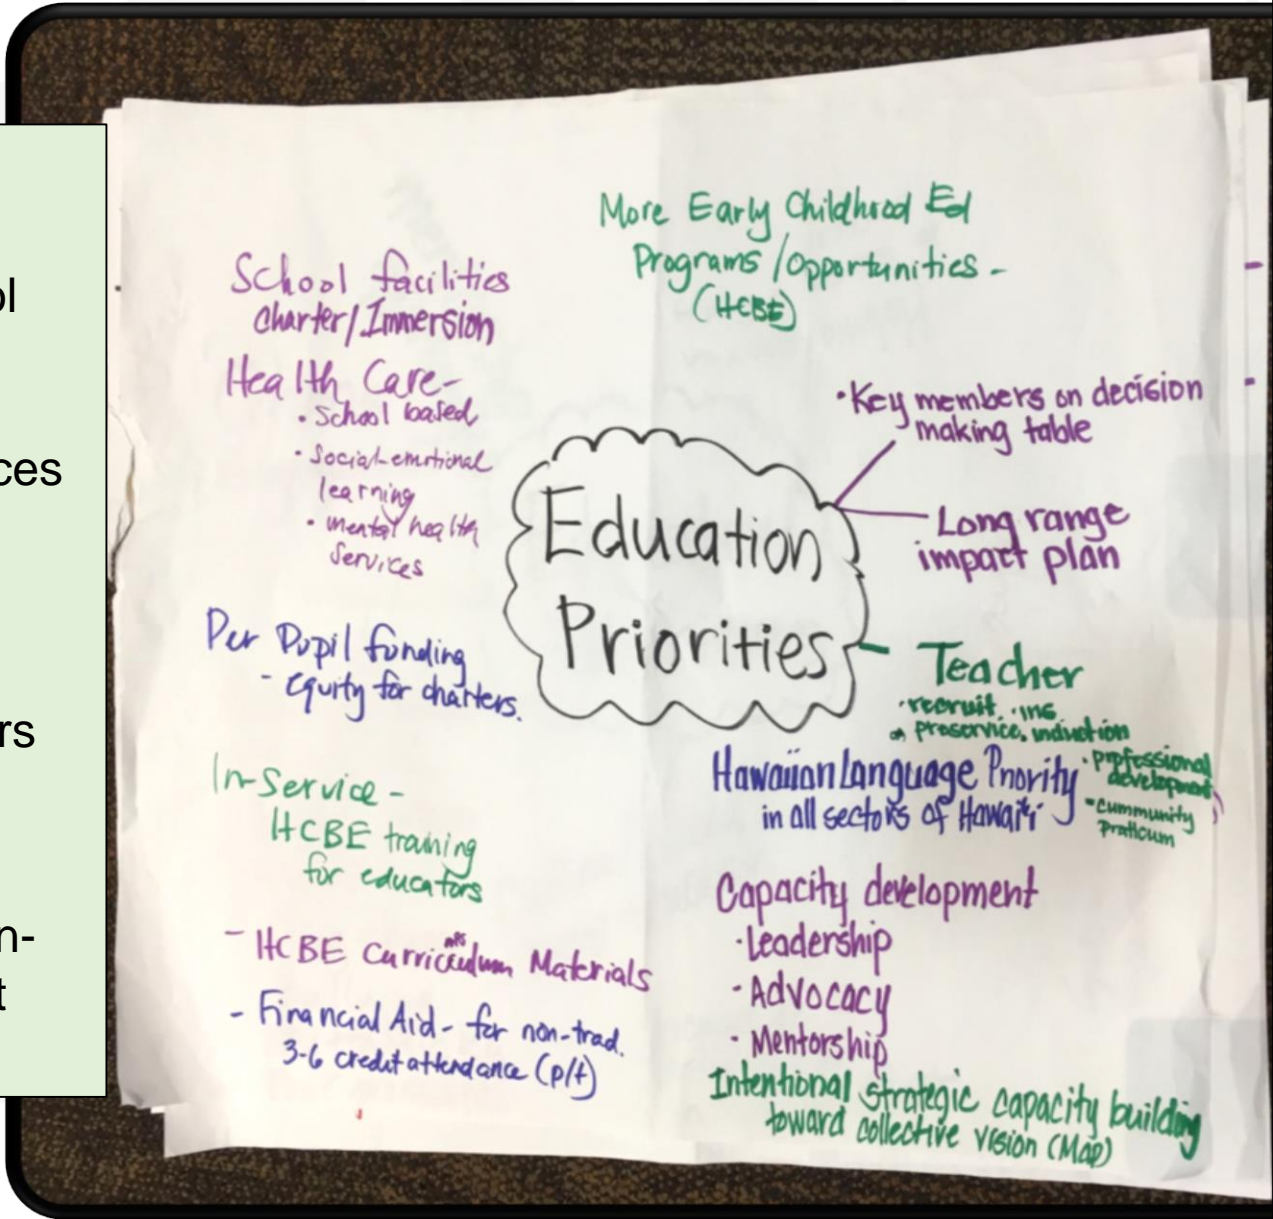 ol
ces
rs
n-
t
More Early Childhood Ed
Programs/Opportunities -
(HCBE)
School facilities
Charter/Immersion
Health Care-
• School based
• Social-emotional
learning
• mental health
Services
Per Pupil funding
- equity for charters.
In-Service -
HCBE training
for educators
- HCBE Curriculum Materials
- Financial Aid - for non-trad.
3-6 credit attendance (p/t)
Education
Priorities
• Key members on decision
making table
Long range
impact plan
- Teacher
• recruit. ins
preservice, induction
• professional
development
• Community
Hawaiian Language Priority
in all sectors of Hawai'i
Capacity development
• Leadership
• Advocacy
• Mentorship
Intentional strategic capacity building
toward collective vision (Map)